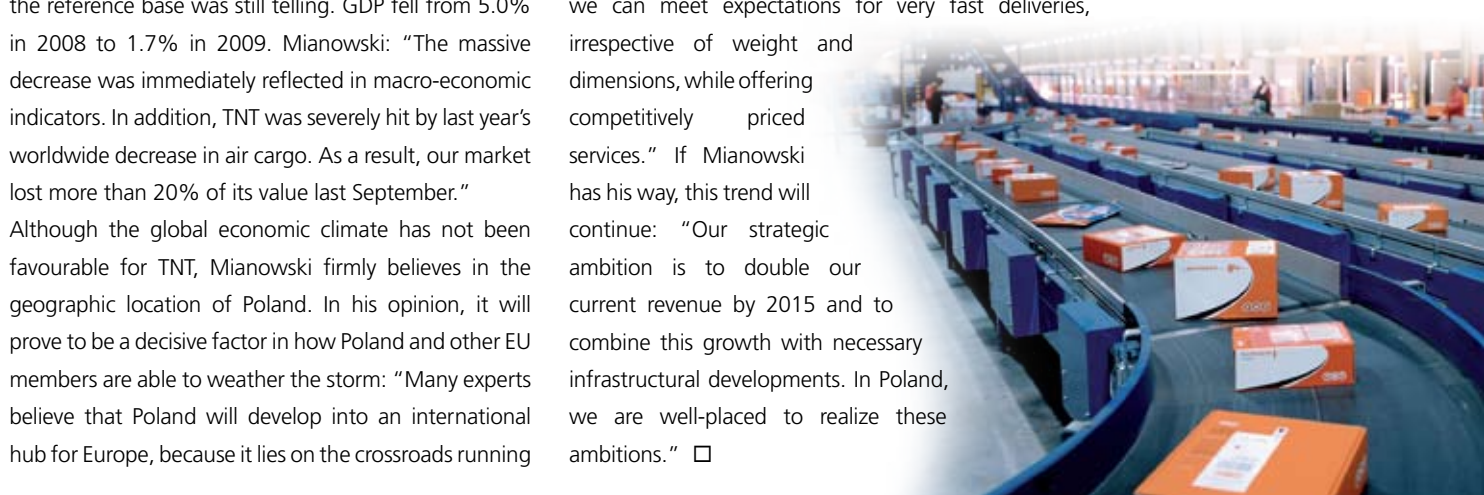 the reference base was still telling. GDP fell from 5.0%
in 2008 to 1.7% in 2009. Mianowski: “The massive
decrease was immediately reflected in macro-economic
indicators. In addition, TNT was severely hit by last year’s
worldwide decrease in air cargo. As a result, our market
lost more than 20% of its value last September.”
Although the global economic climate has not been
favourable for TNT, Mianowski firmly believes in the
geographic location of Poland. In his opinion, it will
prove to be a decisive factor in how Poland and other EU
members are able to weather the storm: “Many experts
believe that Poland will develop into an international
hub for Europe, because it lies on the crossroads running
we can meet expectations for very fast deliveries,
irrespective of weight and
dimensions, while offering
competitively priced
services.” If Mianowski
has his way, this trend will
continue: “Our strategic
ambition is to double our
current revenue by 2015 and to
combine this growth with necessary
infrastructural developments. In Poland,
we are well-placed to realize these
ambitions.” □